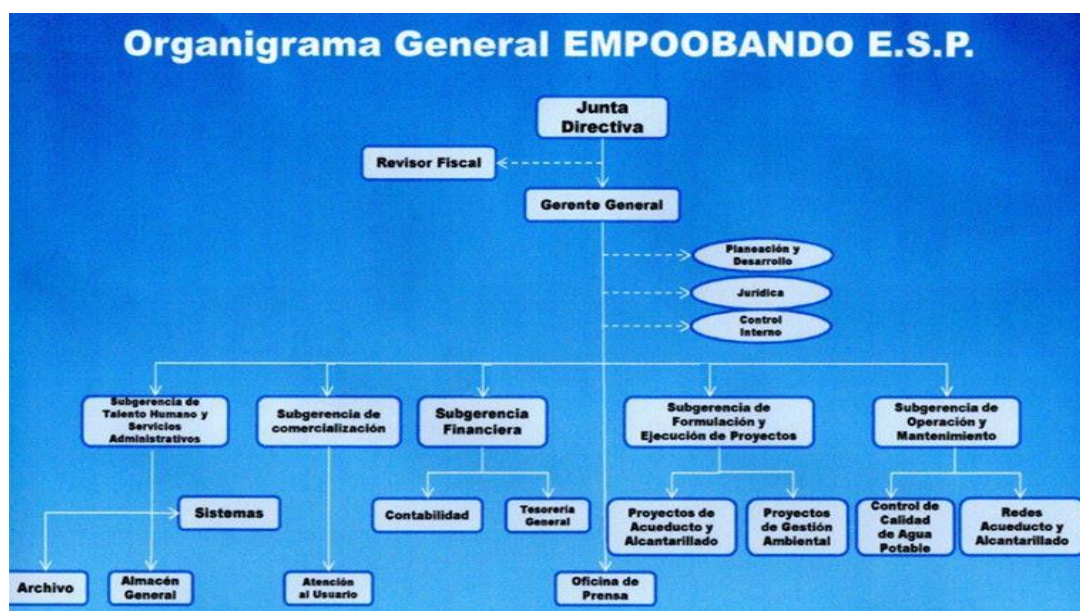 Organigrama General EMPOOBANDO E.S.P.
Junta
Directiva
Revisor Fiscal
Gerente General
Planeación y
Desarrollo
Jurídica
Control
Interno
Subgerencia de
Talento Humano y
Servicios
Administrativos
Subgerencia de
comercialización
Subgerencia
Financiera
Subgerencia de
Formulación y
Ejecución de Proyectos
Subgerencia de
Operación y
Mantenimiento
Sistemas
Contabilidad
Tesorería
General
Proyectos de
Acueducto y
Alcantarillado
Proyectos
de Gestión
Ambiental
Control de
Calidad
de Agua
Potable
Redes
Acueducto y
Alcantarillado
Archivo
Almacén
General
Atención
al Usuario
Oficina de
Prensa